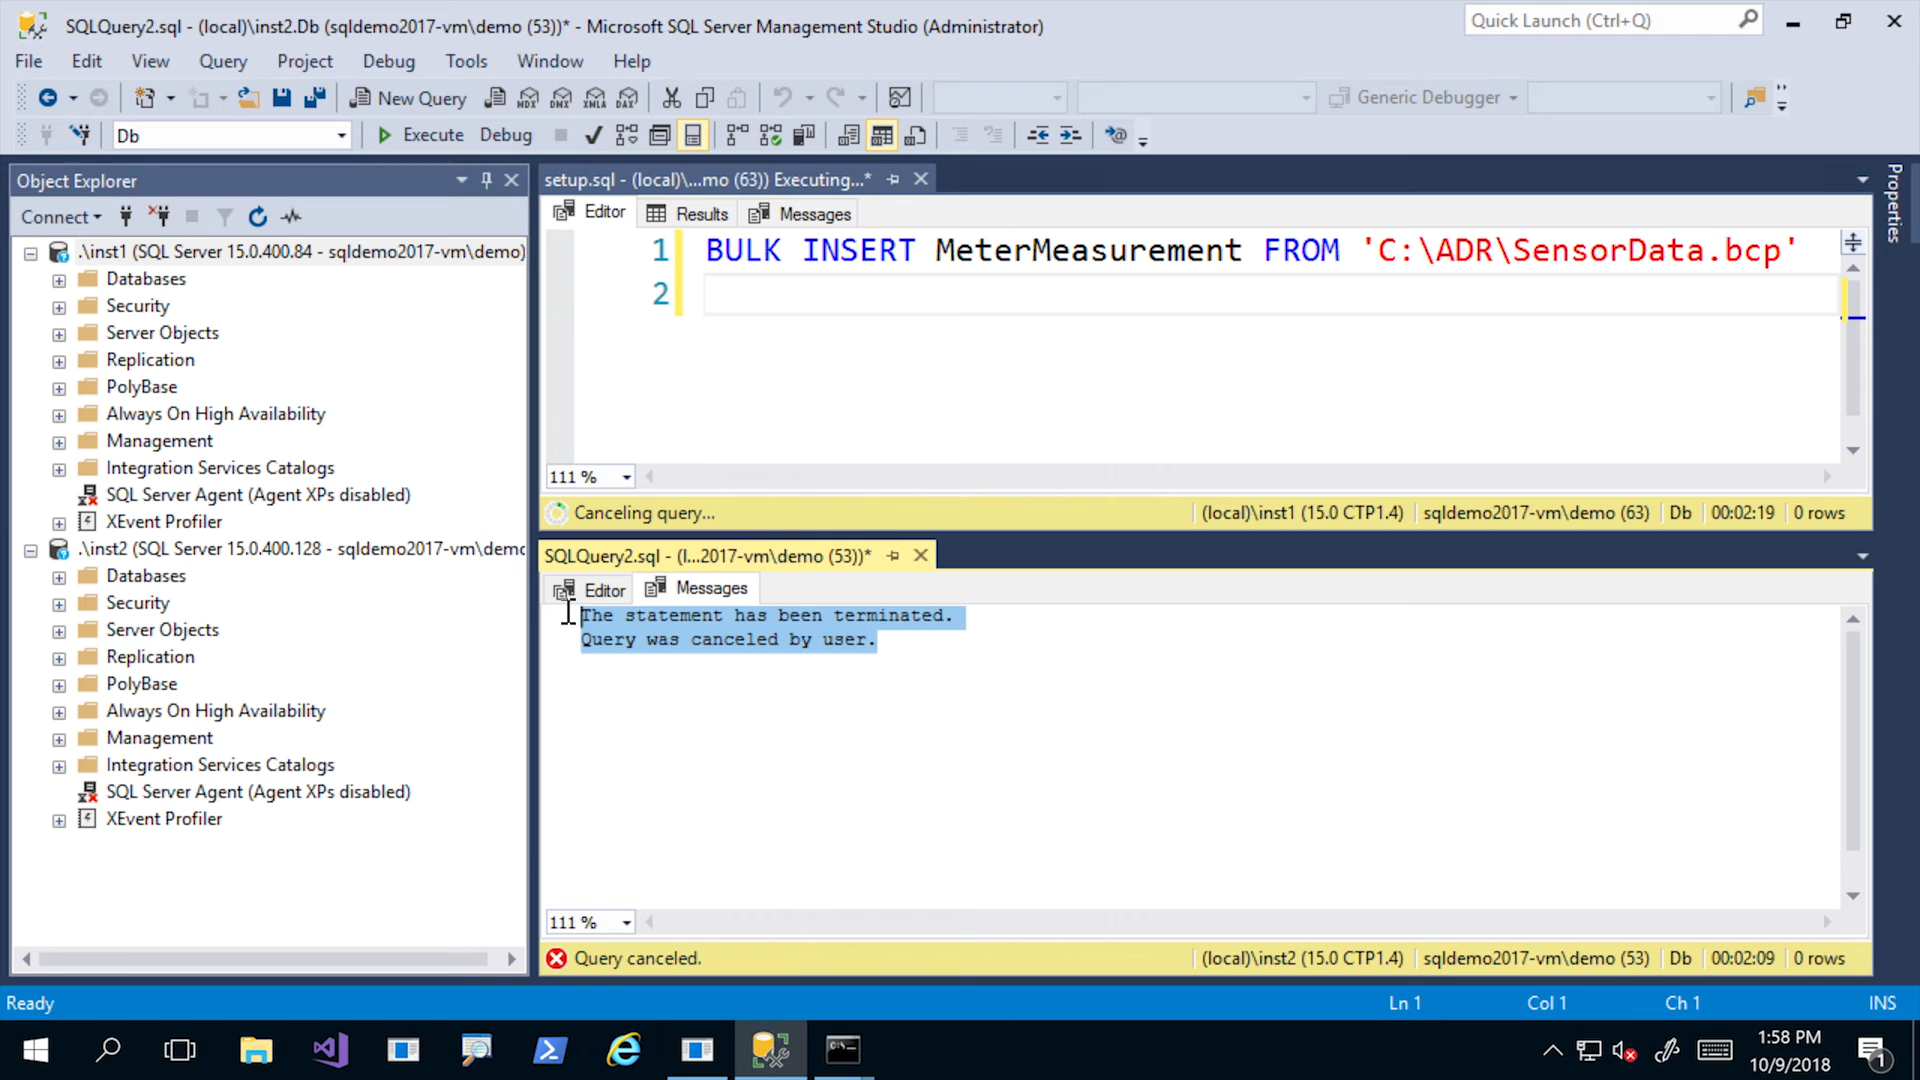 SQLQuery2.sql - (local)\inst2.Db (sqldemo2017-vm\demo (53))* - Microsoft SQL Server Management Studio (Administrator)
Quick Launch (Ctrl+Q)
File Edit View Query Project Debug Tools Window Help
New Query MDX DMX XMLA DAX Generic Debugger
Db Execute Debug
Object Explorer
Connect
.\inst1 (SQL Server 15.0.400.84 - sqldemo2017-vm\demo)
Databases
Security
Server Objects
Replication
PolyBase
Always On High Availability
Management
Integration Services Catalogs
SQL Server Agent (Agent XPs disabled)
XEvent Profiler
.\inst2 (SQL Server 15.0.400.128 - sqldemo2017-vm\demo
Databases
Security
Server Objects
Replication
PolyBase
Always On High Availability
Management
Integration Services Catalogs
SQL Server Agent (Agent XPs disabled)
XEvent Profiler
setup.sql - (local)\...mo (63)) Executing...*
Editor Results Messages
1 BULK INSERT MeterMeasurement FROM 'C:\ADR\SensorData.bcp'
2
111 %
Canceling query... (local)\inst1 (15.0 CTP1.4) sqldemo2017-vm\demo (63) Db 00:02:19 0 rows
SQLQuery2.sql - (l...2017-vm\demo (53))*
Editor Messages
The statement has been terminated.
Query was canceled by user.
111 %
Query canceled. (local)\inst2 (15.0 CTP1.4) sqldemo2017-vm\demo (53) Db 00:02:09 0 rows
Properties
Ready Ln 1 Col 1 Ch 1 INS
1:58 PM
10/9/2018
1